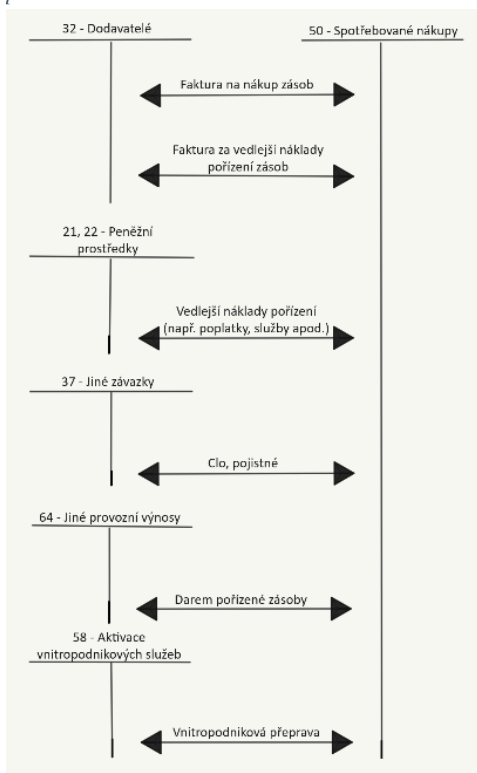 32 - Dodavatelé
50 - Spotřebované nákupy
Faktura na nákup zásob
Faktura za vedlejší náklady
pořízení zásob
21, 22 - Peněžní
prostředky
Vedlejší náklady pořízení
(např. poplatky, služby apod.)
37 - Jiné závazky
Clo, pojistné
64 - Jiné provozní výnosy
Darem pořízené zásoby
58 - Aktivace
vnitropodnikových služeb
Vnitropodniková přeprava